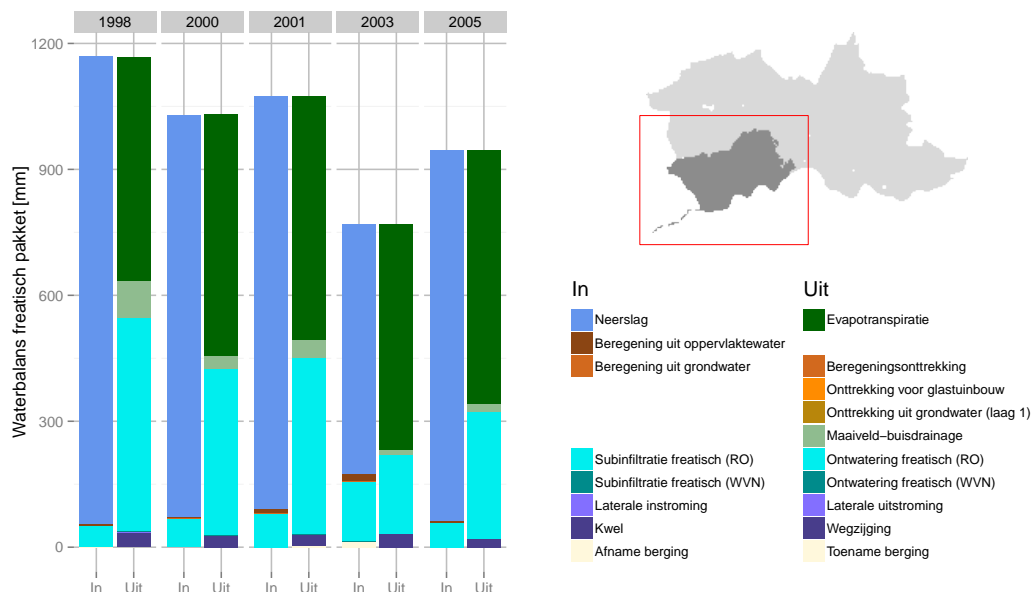 1998 2000 2001 2003 2005
Waterbalans freatisch pakket [mm]
1200
900
600
300
0
In Uit In Uit In Uit In Uit In Uit
In
Neerslag
Beregening uit oppervlaktewater
Beregening uit grondwater
Subinfiltratie freatisch (RO)
Subinfiltratie freatisch (WVN)
Laterale instroming
Kwel
Afname berging
Uit
Evapotranspiratie
Beregeningsonttrekking
Onttrekking voor glastuinbouw
Onttrekking uit grondwater (laag 1)
Maaiveld−buisdrainage
Ontwatering freatisch (RO)
Ontwatering freatisch (WVN)
Laterale uitstroming
Wegzijging
Toename berging